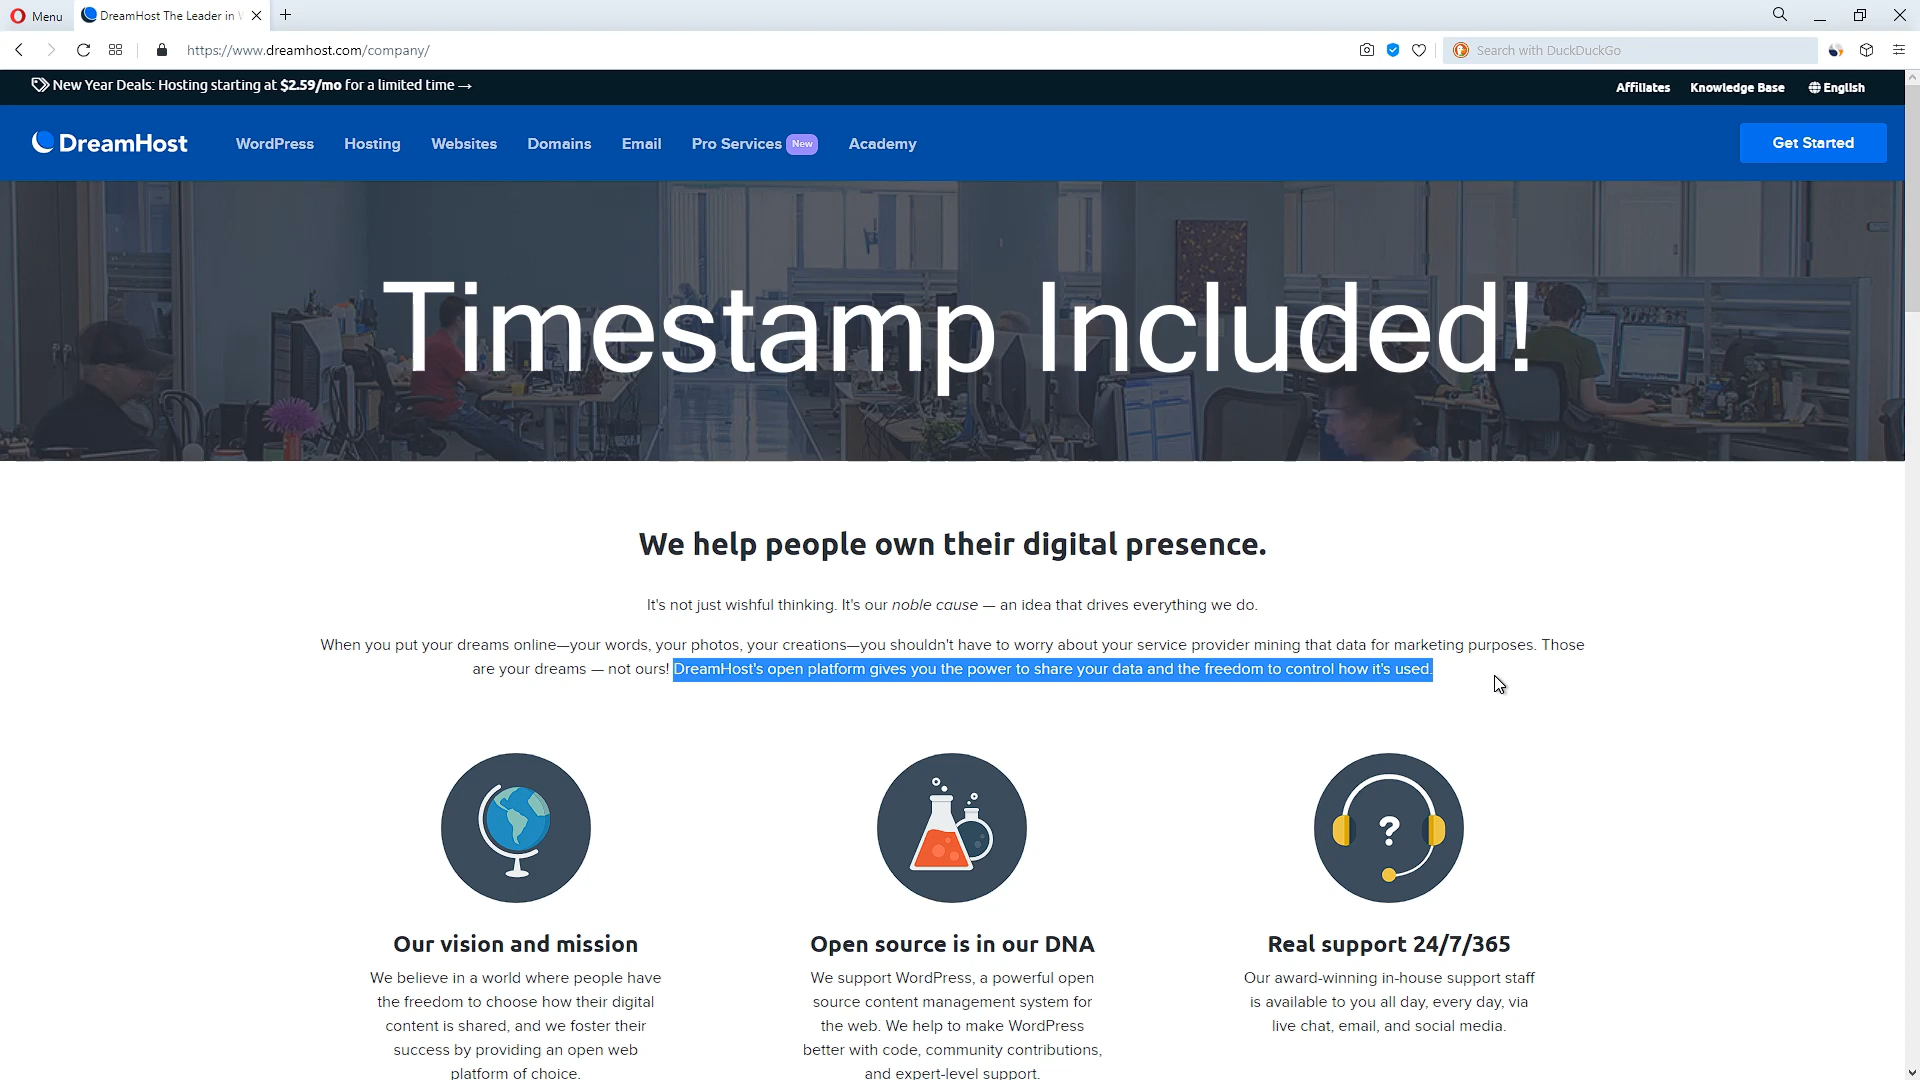 Menu
DreamHost The Leader in
https://www.dreamhost.com/company/
Search with DuckDuckGo
New Year Deals: Hosting starting at $2.59/mo for a limited time →
Affiliates
Knowledge Base
English
DreamHost
WordPress
Hosting
Websites
Domains
Email
Pro Services New
Academy
Get Started
Timestamp Included!
We help people own their digital presence.
It's not just wishful thinking. It's our noble cause — an idea that drives everything we do.
When you put your dreams online—your words, your photos, your creations—you shouldn't have to worry about your service provider mining that data for marketing purposes. Those
are your dreams — not ours! DreamHost's open platform gives you the power to share your data and the freedom to control how it's used.
?
Our vision and mission
We believe in a world where people have
the freedom to choose how their digital
content is shared, and we foster their
success by providing an open web
platform of choice.
Open source is in our DNA
We support WordPress, a powerful open
source content management system for
the web. We help to make WordPress
better with code, community contributions,
and expert-level support.
Real support 24/7/365
Our award-winning in-house support staff
is available to you all day, every day, via
live chat, email, and social media.